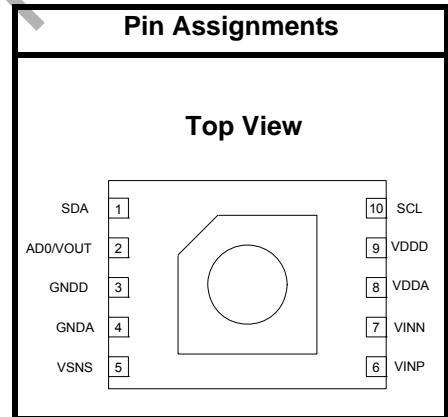 Pin Assignments
Top View
SDA 1
AD0/VOUT 2
GNDD 3
GNDA 4
VSNS 5
10 SCL
9 VDDD
8 VDDA
7 VINN
6 VINP